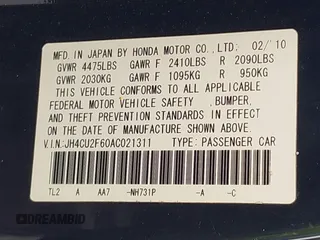 MFD. IN JAPAN BY HONDA MOTOR CO., LTD: 02/10
GVWR 4475LBS GAWR F 2410LBS R 2090LBS
GVWR 2030KG GAWR F 1095KG R 950KG
THIS VEHICLE CONFORMS TO ALL APPLICABLE
FEDERAL MOTOR VEHICLE SAFETY ,BUMPER,
AND THEFT PREVENTION STANDARDS IN EFFECT
ON THE DATE OF MANUFACTURE SHOWN ABOVE.
V.I.N:JH4CU2F60AC021311 TYPE: PASSENGER CAR
TL2 A AA7 -NH731P -A -C
DREAMBID